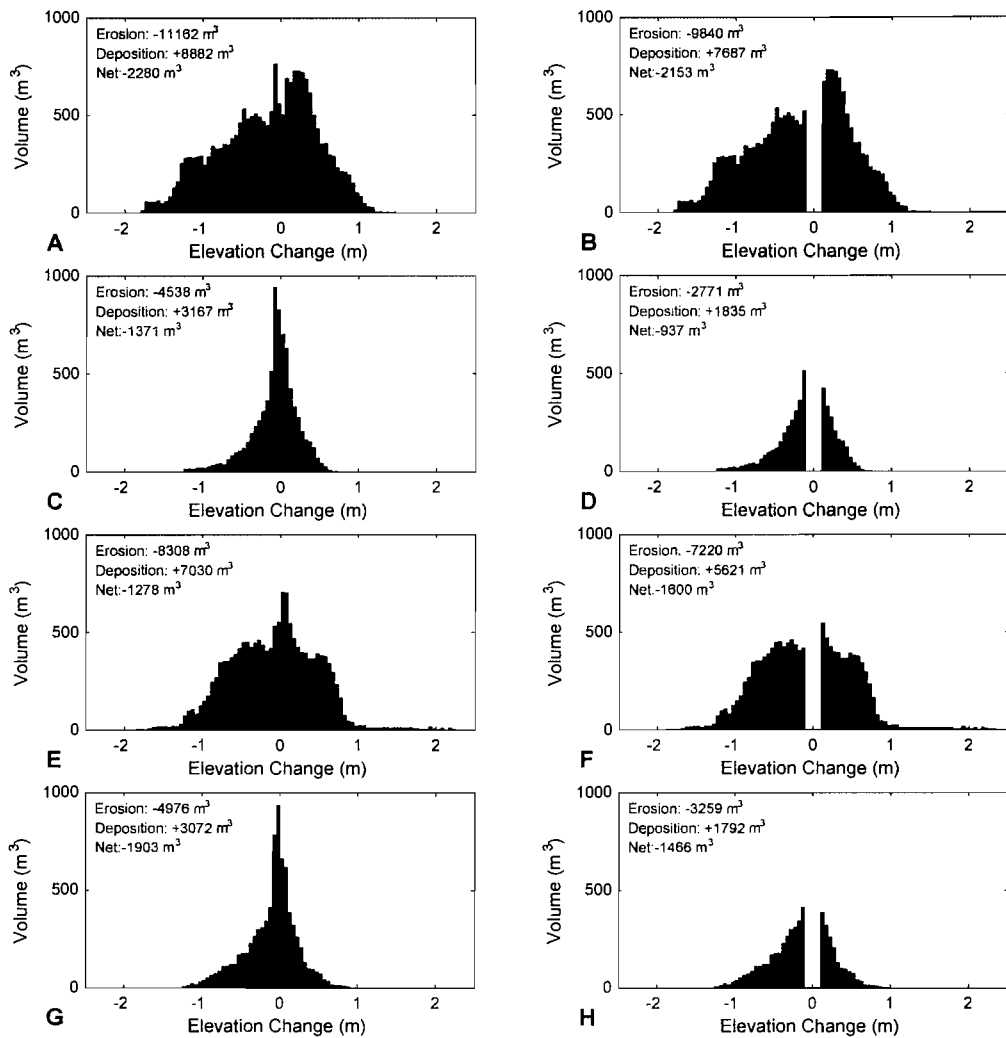 1000
500
0
Volume (m³)
Erosion: -11162 m³
Deposition: +8882 m³
Net:-2280 m³
-2 -1 0 1 2
A Elevation Change (m)
1000
500
0
Volume (m³)
Erosion: -9840 m³
Deposition: +7687 m³
Net:-2153 m³
-2 -1 0 1 2
B Elevation Change (m)
1000
500
0
Volume (m³)
Erosion: -4538 m³
Deposition: +3167 m³
Net:-1371 m³
-2 -1 0 1 2
C Elevation Change (m)
1000
500
0
Volume (m³)
Erosion: -2771 m³
Deposition: +1835 m³
Net:-937 m³
-2 -1 0 1 2
D Elevation Change (m)
1000
500
0
Volume (m³)
Erosion: -8308 m³
Deposition: +7030 m³
Net:-1278 m³
-2 -1 0 1 2
E Elevation Change (m)
1000
500
0
Volume (m³)
Erosion. -7220 m³
Deposition: +5621 m³
Net:-1600 m³
-2 -1 0 1 2
F Elevation Change (m)
1000
500
0
Volume (m³)
Erosion: -4976 m³
Deposition: +3072 m³
Net:-1903 m³
-2 -1 0 1 2
G Elevation Change (m)
1000
500
0
Volume (m³)
Erosion: -3259 m³
Deposition: +1792 m³
Net:-1466 m³
-2 -1 0 1 2
H Elevation Change (m)